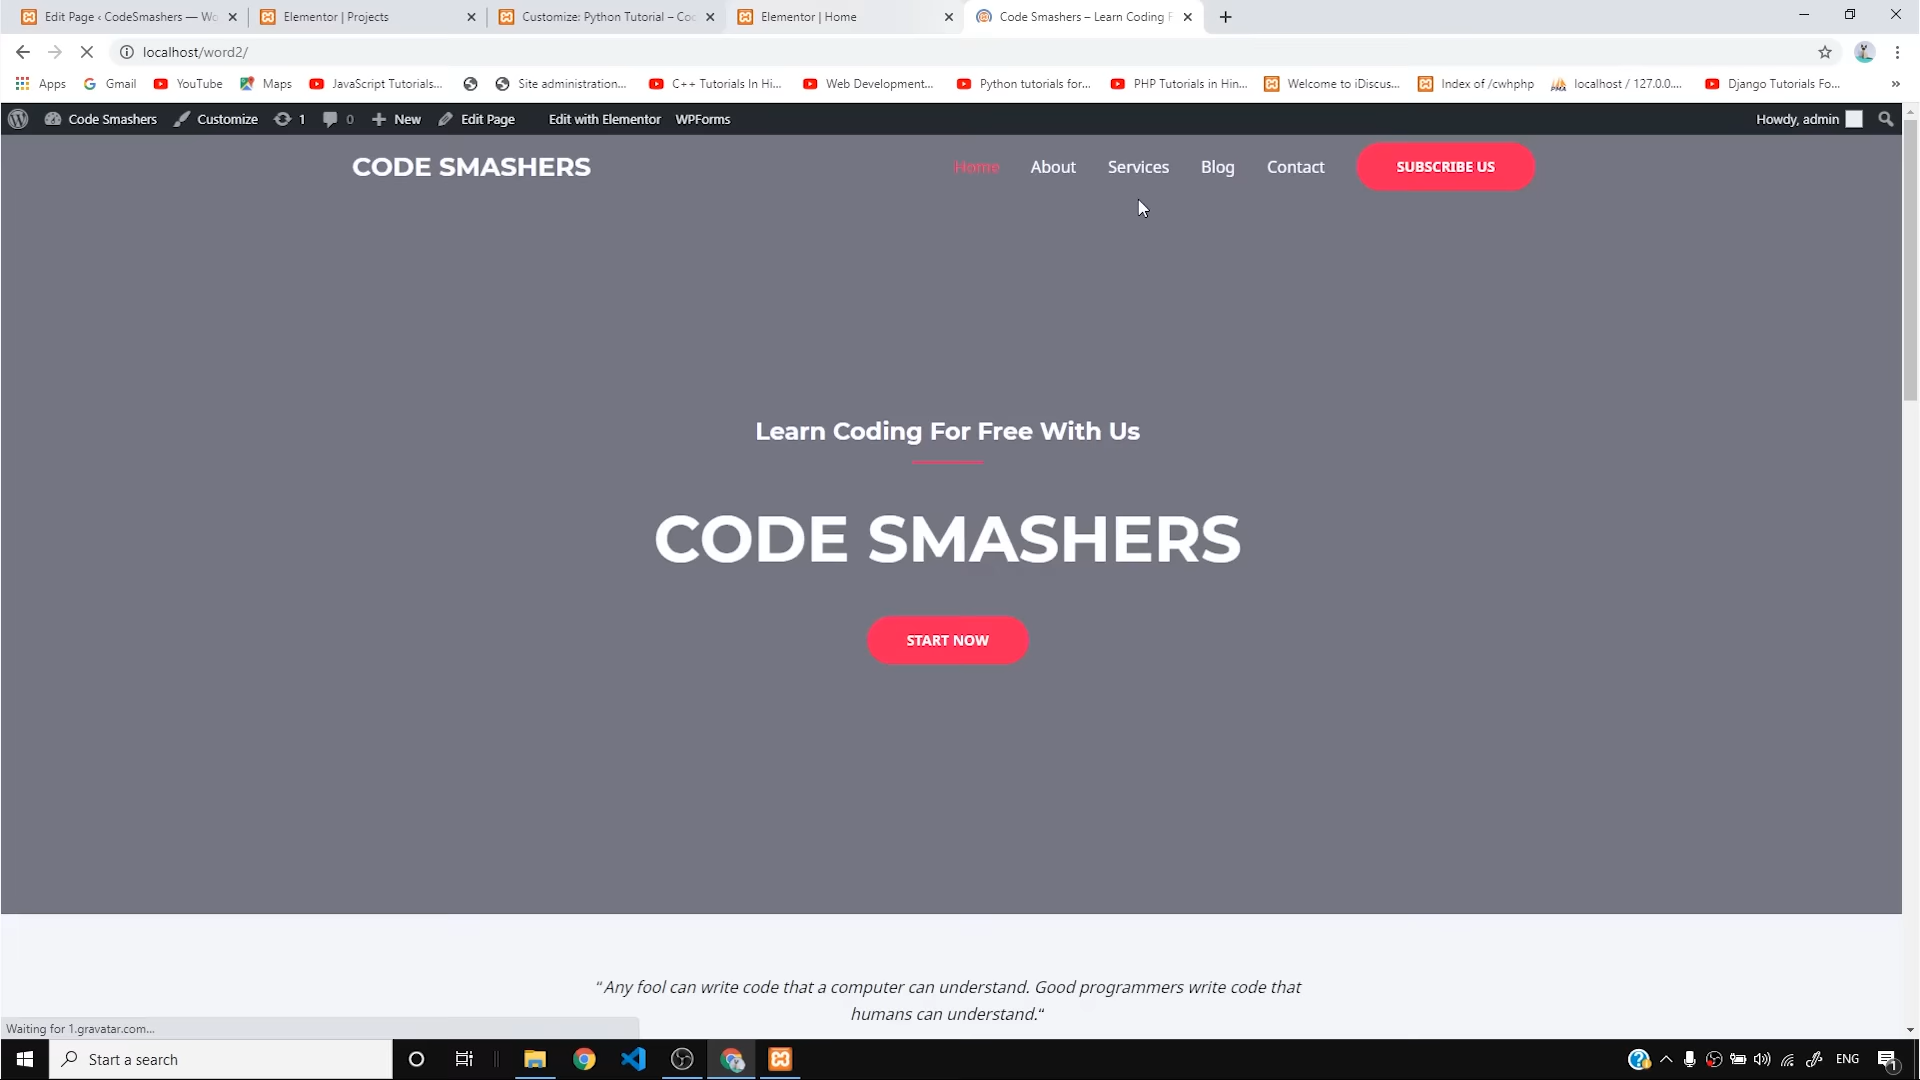 Edit Page ‹ CodeSmashers — Wo
Elementor | Projects
Customize: Python Tutorial – Coc
Elementor | Home
Code Smashers – Learn Coding F
localhost/word2/
Apps
Gmail
YouTube
Maps
JavaScript Tutorials...
Site administration...
C++ Tutorials In Hi...
Web Development...
Python tutorials for...
PHP Tutorials in Hin...
Welcome to iDiscus...
Index of /cwhphp
localhost / 127.0.0....
Django Tutorials Fo...
»
Code Smashers
Customize
1
0
New
Edit Page
Edit with Elementor
WPForms
Howdy, admin
CODE SMASHERS
Home
About
Services
Blog
Contact
SUBSCRIBE US
Learn Coding For Free With Us
CODE SMASHERS
START NOW
“Any fool can write code that a computer can understand. Good programmers write code that
humans can understand.“
Waiting for 1.gravatar.com...
Start a search
ENG
1